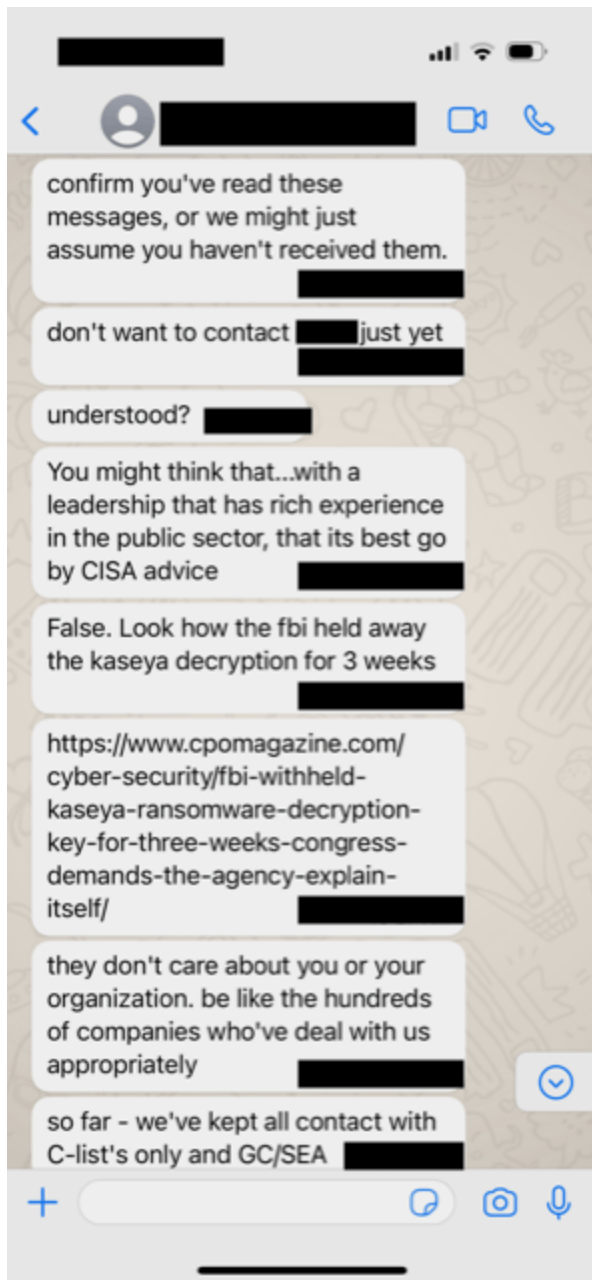 confirm you've read these
messages, or we might just
assume you haven't received them.
don't want to contact just yet
understood?
You might think that...with a
leadership that has rich experience
in the public sector, that its best go
by CISA advice
False. Look how the fbi held away
the kaseya decryption for 3 weeks
https://www.cpomagazine.com/
cyber-security/fbi-withheld-
kaseya-ransomware-decryption-
key-for-three-weeks-congress-
demands-the-agency-explain-
itself/
they don't care about you or your
organization. be like the hundreds
of companies who've deal with us
appropriately
so far - we've kept all contact with
C-list's only and GC/SEA